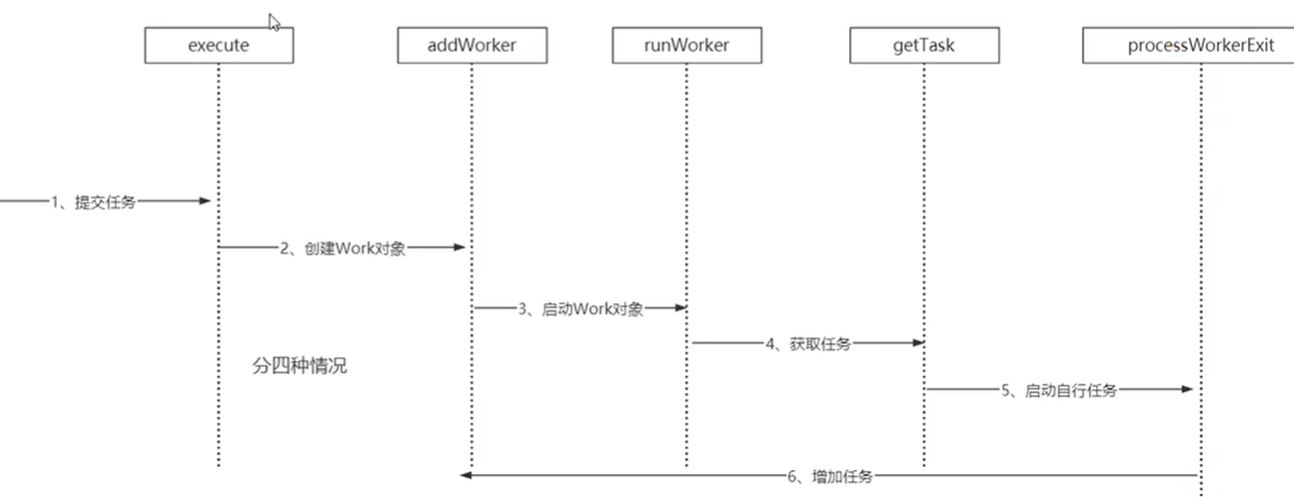 execute
addWorker
runWorker
getTask
processWorkerExit
1、提交任务
2、创建Work对象
3、启动Work对象
4、获取任务
分四种情况
5、启动自行任务
6、增加任务